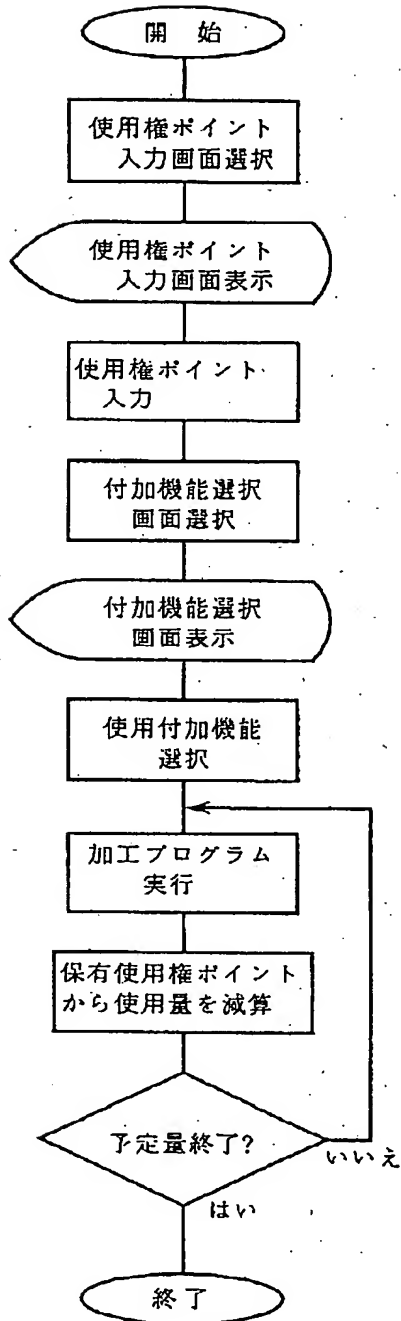 開 始
使用権ポイント
入力画面選択
使用権ポイント
入力画面表示
使用権ポイント
入力
付加機能選択
画面選択
付加機能選択
画面表示
使用付加機能
選択
加工プログラム
実行
保有使用権ポイント
から使用量を減算
予定量終了?
いいえ
はい
終了